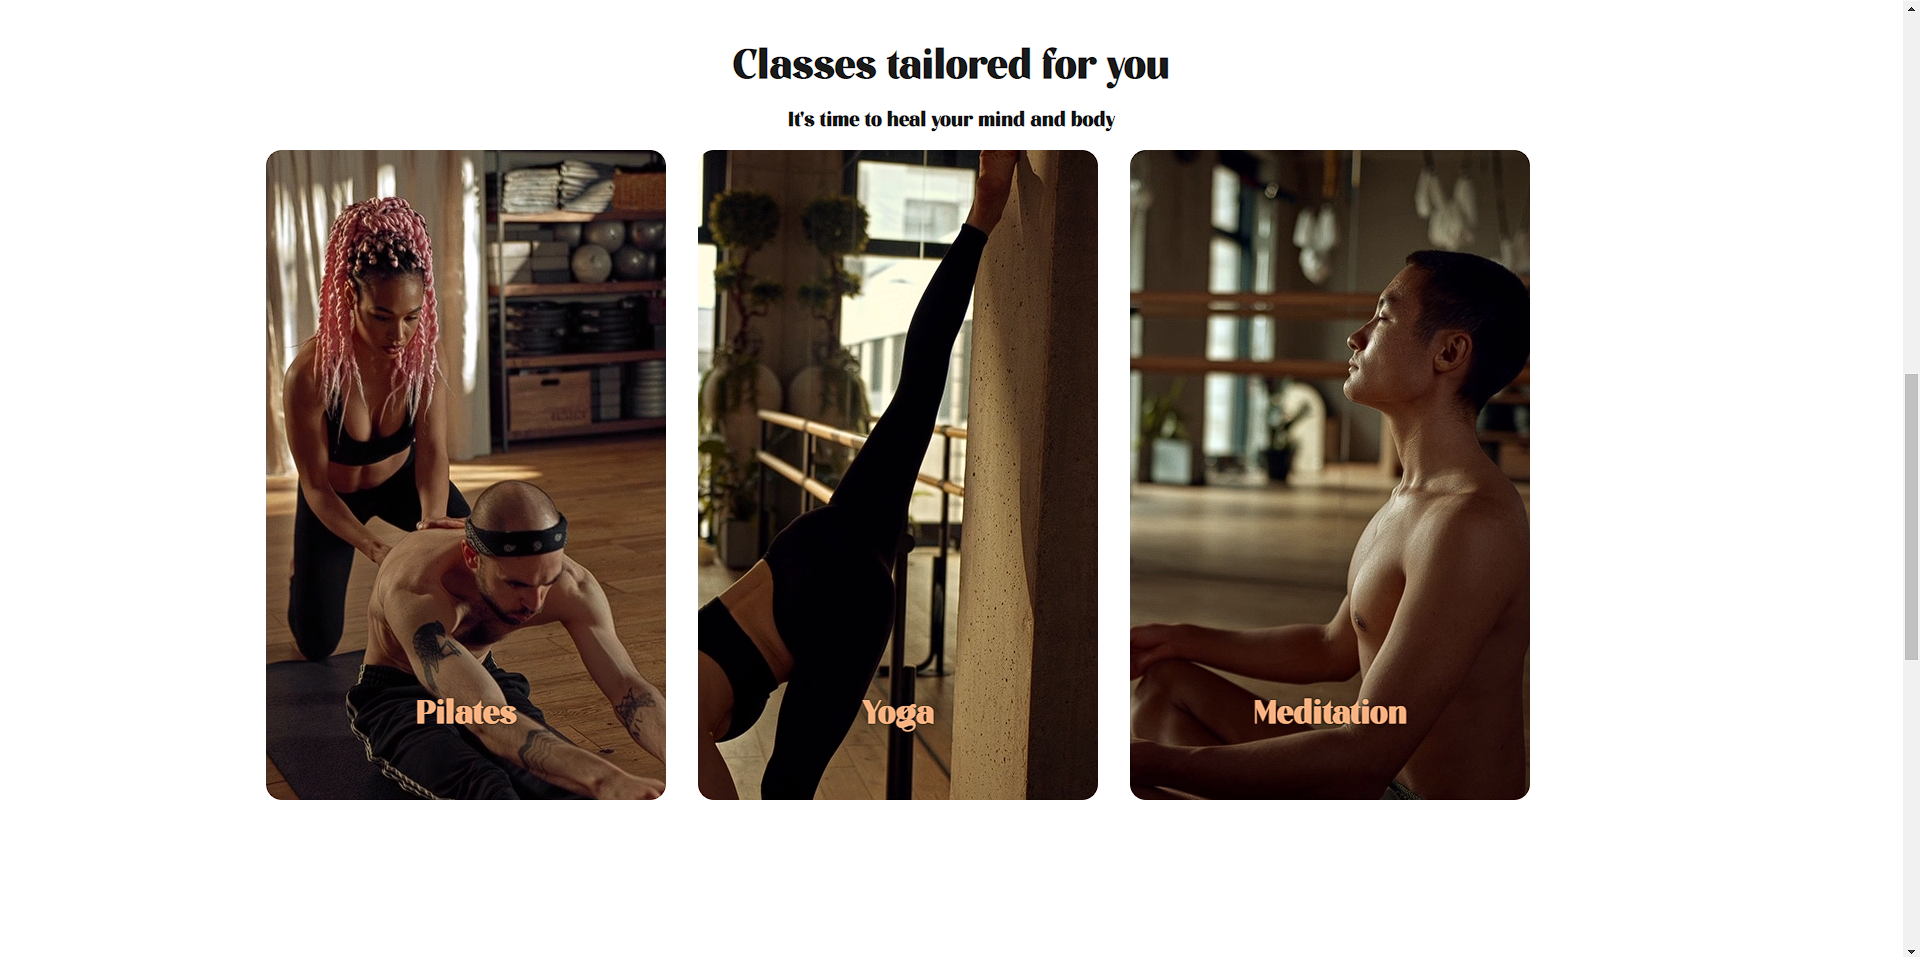 Classes tailored for you
It's time to heal your mind and body
Pilates
Yoga
Meditation